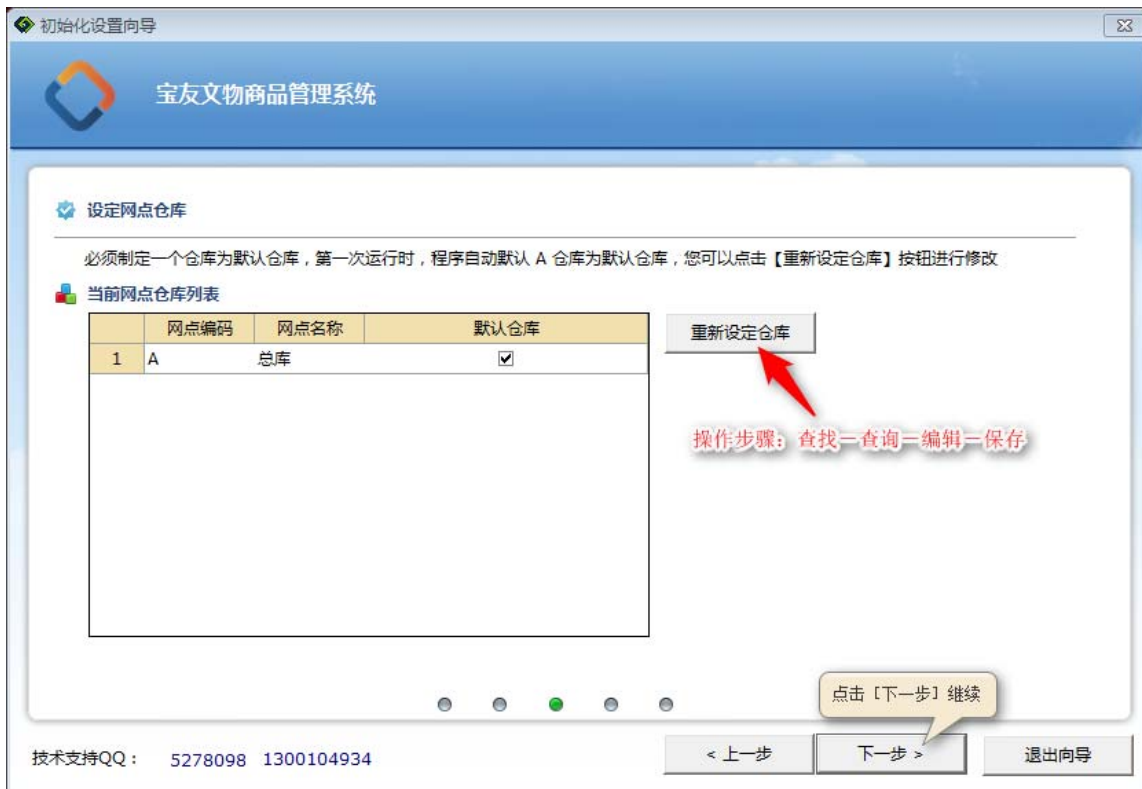 初始化设置向导
宝友文物商品管理系统
设定网点仓库
必须制定一个仓库为默认仓库，第一次运行时，程序自动默认 A 仓库为默认仓库，您可以点击【重新设定仓库】按钮进行修改
当前网点仓库列表
网点编码 网点名称 默认仓库
1 A 总库
重新设定仓库
操作步骤：查找－查询－编辑－保存
点击［下一步］继续
技术支持QQ： 5278098 1300104934
< 上一步 下一步 > 退出向导